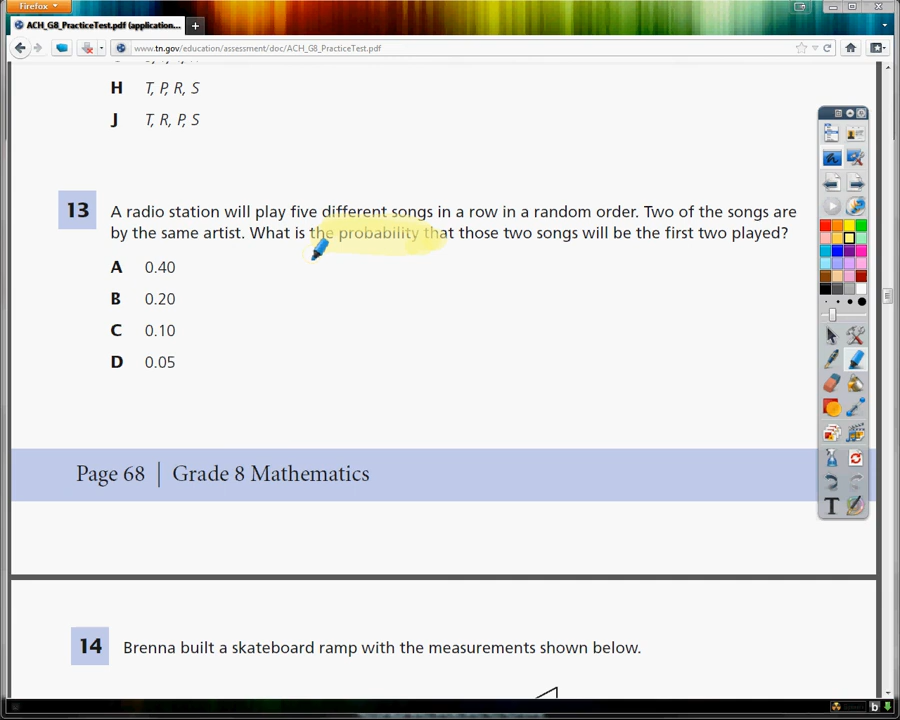 Firefox
ACH_G8_PracticeTest.pdf (application...
www.tn.gov/education/assessment/doc/ACH_G8_PracticeTest.pdf
H T, P, R, S
J T, R, P, S
13 A radio station will play five different songs in a row in a random order. Two of the songs are
by the same artist. What is the probability that those two songs will be the first two played?
A 0.40
B 0.20
C 0.10
D 0.05
Page 68 | Grade 8 Mathematics
14 Brenna built a skateboard ramp with the measurements shown below.